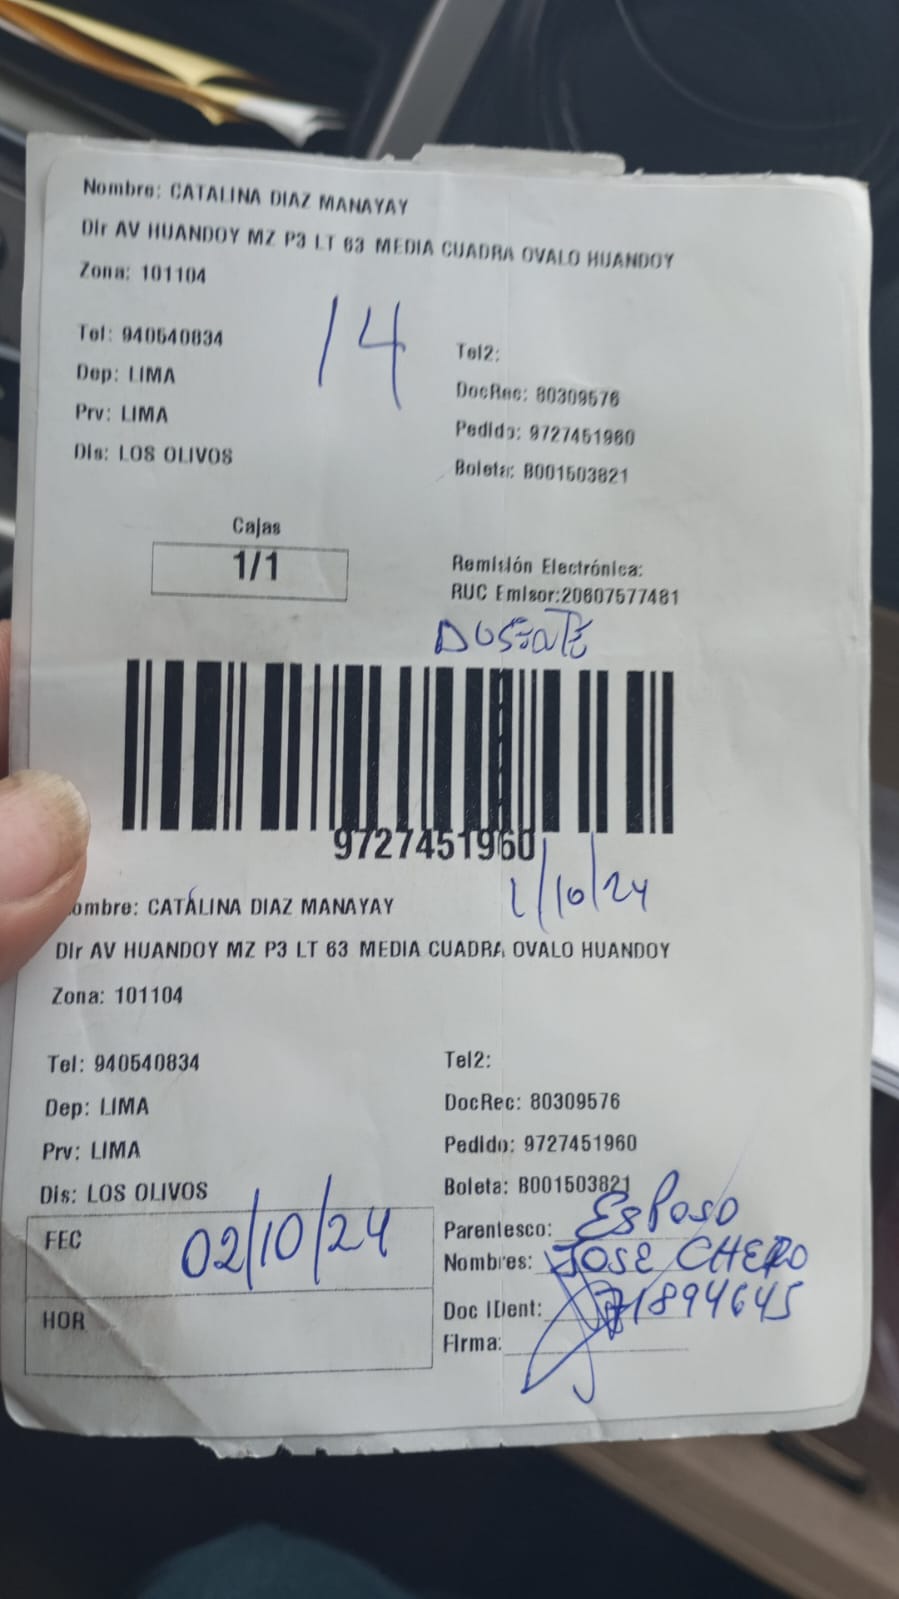 Nombre: CATALINA DIAZ MANAYAY
Dir AV HUANDOY MZ P3 LT 63 MEDIA CUADRA OVALO HUANDOY
Zona: 101104
14
Tel: 940540834
Tel2:
Dep: LIMA
DocRec: 80309576
Prv: LIMA
Pedido: 9727451960
Dis: LOS OLIVOS
Boleta: B001503821
Cajas
1/1
Remisión Electrónica:
RUC Emisor:20607577481
9727451960
/10/24
Nombre: CATALINA DIAZ MANAYAY
Dir AV HUANDOY MZ P3 LT 63 MEDIA CUADRA OVALO HUANDOY
Zona: 101104
Tel: 940540834
Tel2:
Dep: LIMA
DocRec: 80309576
Prv: LIMA
Pedido: 9727451960
Dis: LOS OLIVOS
Boleta: B001503821
FEC 02/10/24
Parentesco: Esposo
Nombres: JOSE CHERO
HOR
Doc IDent: 71894645
Firma: